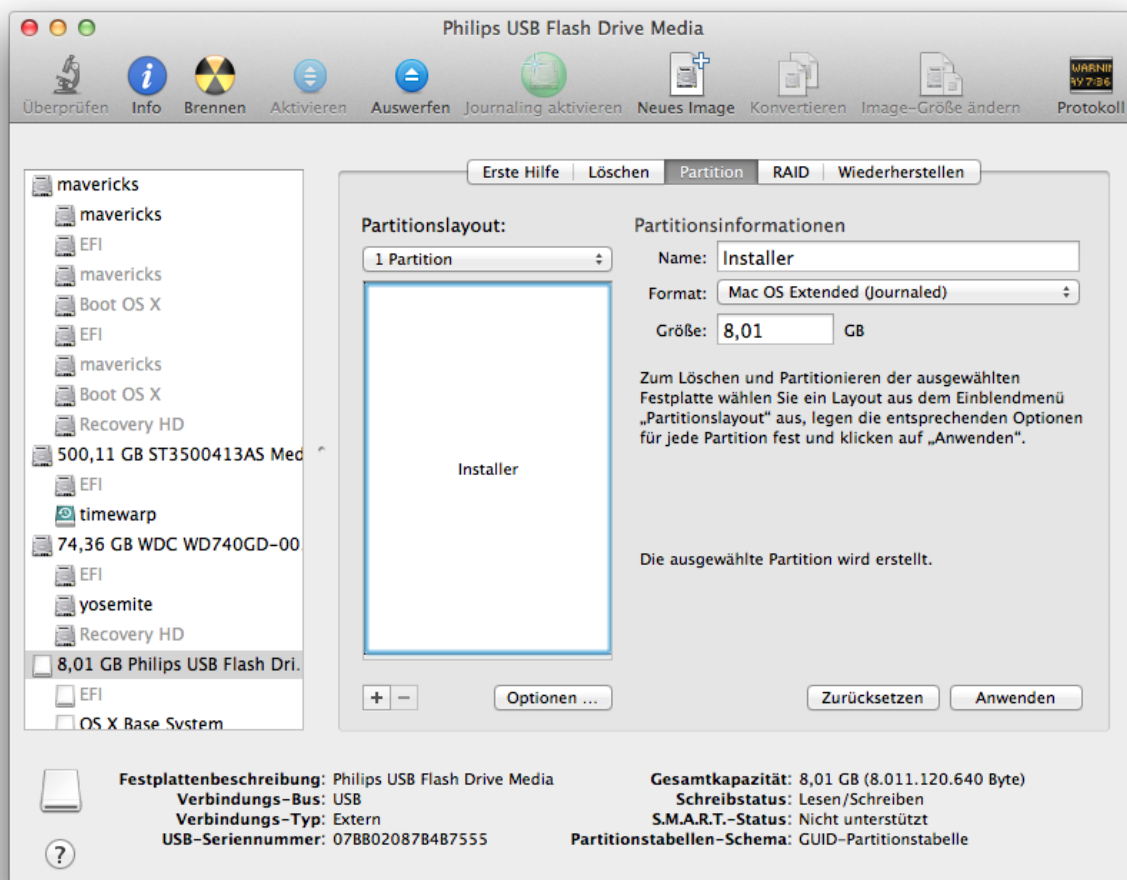 Philips USB Flash Drive Media
Überprüfen
Info
Brennen
Aktivieren
Auswerfen
Journaling aktivieren
Neues Image
Konvertieren
Image-Größe ändern
Protokoll
WARNIN
AY 7:36
mavericks
mavericks
EFI
mavericks
Boot OS X
EFI
mavericks
Boot OS X
Recovery HD
500,11 GB ST3500413AS Med
EFI
timewarp
74,36 GB WDC WD740GD-00
EFI
yosemite
Recovery HD
8,01 GB Philips USB Flash Dri.
EFI
OS X Base System
Erste Hilfe
Löschen
Partition
RAID
Wiederherstellen
Partitionslayout:
1 Partition
Installer
+ −
Optionen ...
Partitionsinformationen
Name: Installer
Format: Mac OS Extended (Journaled)
Größe: 8,01 GB
Zum Löschen und Partitionieren der ausgewählten
Festplatte wählen Sie ein Layout aus dem Einblendmenü
„Partitionslayout“ aus, legen die entsprechenden Optionen
für jede Partition fest und klicken auf „Anwenden“.
Die ausgewählte Partition wird erstellt.
Zurücksetzen
Anwenden
Festplattenbeschreibung: Philips USB Flash Drive Media
Verbindungs-Bus: USB
Verbindungs-Typ: Extern
USB-Seriennummer: 07BB02087B4B7555
Gesamtkapazität: 8,01 GB (8.011.120.640 Byte)
Schreibstatus: Lesen/Schreiben
S.M.A.R.T.-Status: Nicht unterstützt
Partitionstabellen-Schema: GUID-Partitionstabelle
?